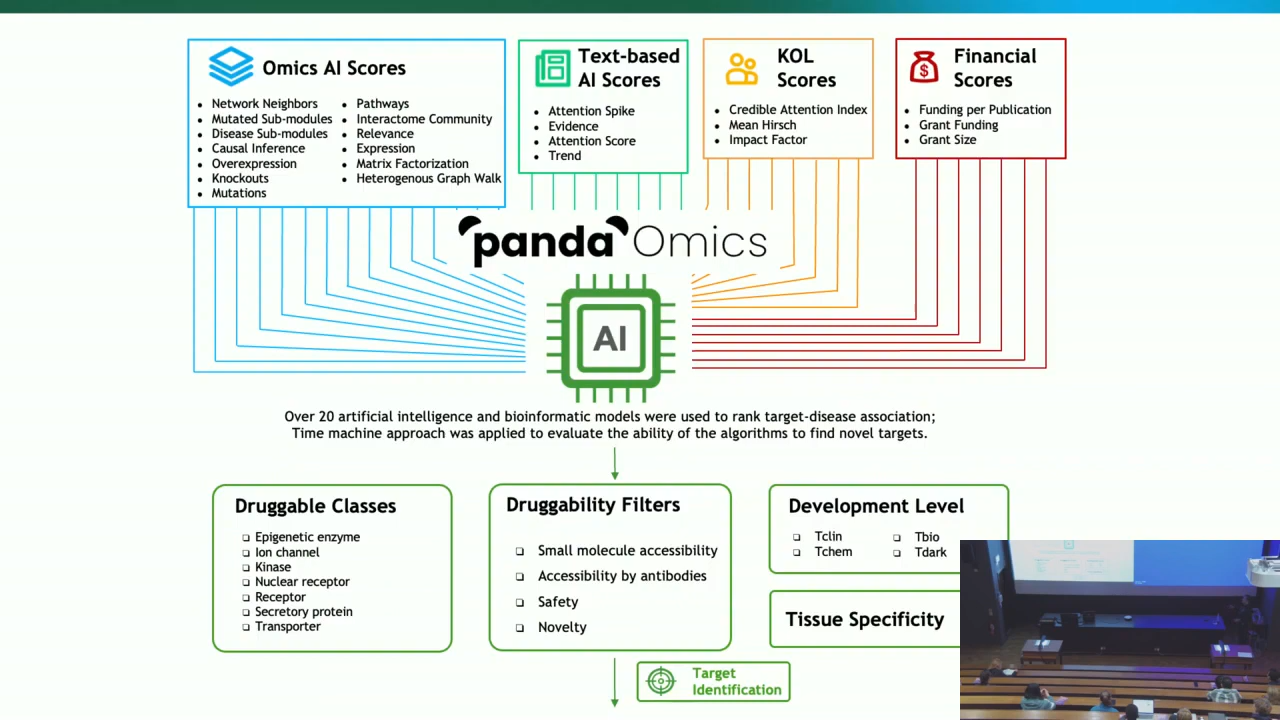 Omics AI Scores
Network Neighbors
Mutated Sub-modules
Disease Sub-modules
Causal Inference
Overexpression
Knockouts
Mutations
Pathways
Interactome Community
Relevance
Expression
Matrix Factorization
Heterogenous Graph Walk
Text-based
AI Scores
Attention Spike
Evidence
Attention Score
Trend
KOL
Scores
Credible Attention Index
Mean Hirsch
Impact Factor
Financial
Scores
Funding per Publication
Grant Funding
Grant Size
panda Omics
AI
Over 20 artificial intelligence and bioinformatic models were used to rank target-disease association;
Time machine approach was applied to evaluate the ability of the algorithms to find novel targets.
Druggable Classes
Epigenetic enzyme
Ion channel
Kinase
Nuclear receptor
Receptor
Secretory protein
Transporter
Druggability Filters
Small molecule accessibility
Accessibility by antibodies
Safety
Novelty
Development Level
Tclin
Tchem
Tbio
Tdark
Tissue Specificity
Target
Identification